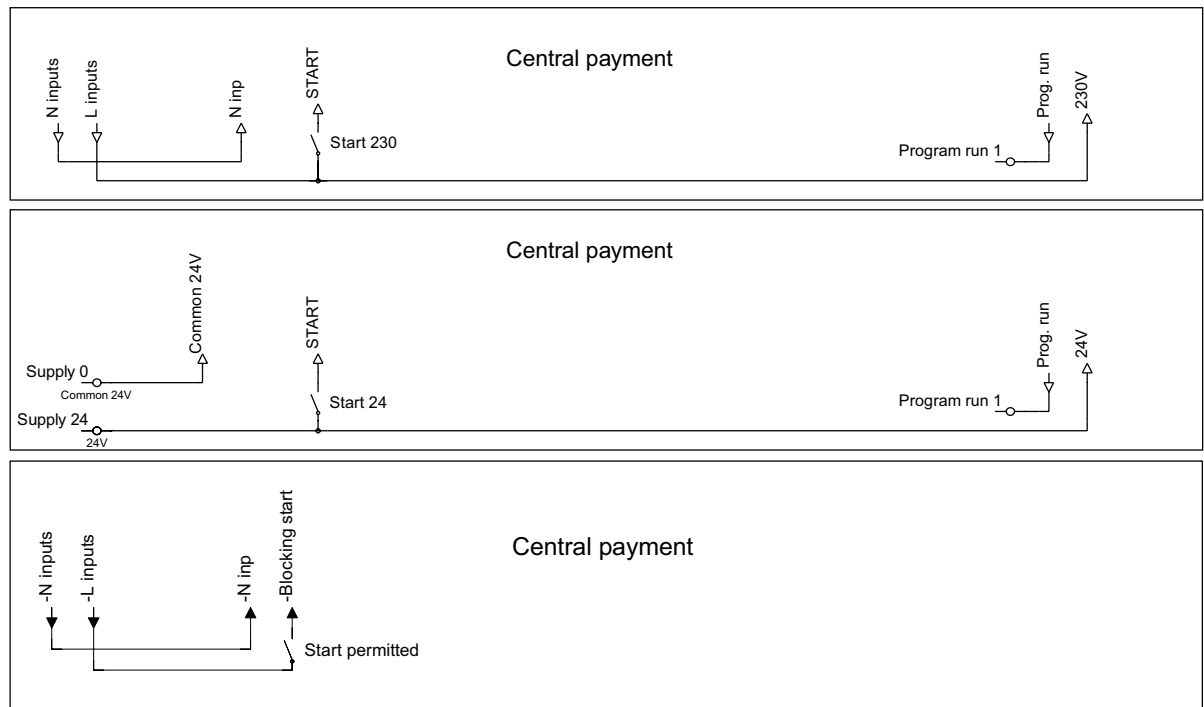 Central payment
N inputs
L inputs
N inp
START
Start 230
Program run 1
Prog. run
230V
Central payment
Common 24V
START
Supply 0
Common 24V
Start 24
Supply 24
24V
Program run 1
Prog. run
24V
Central payment
-N inputs
-L inputs
-N inp
-Blocking start
Start permitted